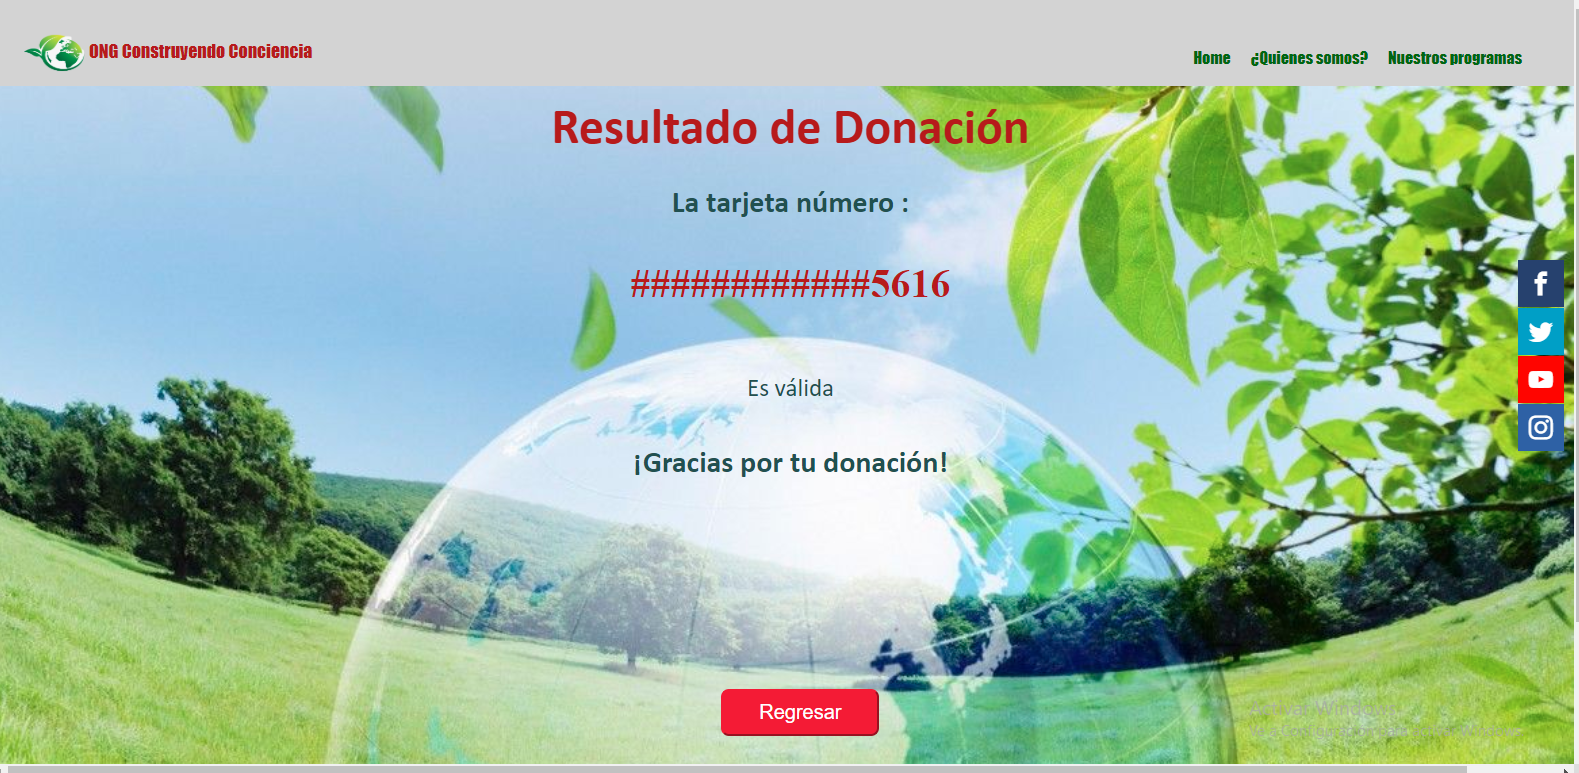 ONG Construyendo Conciencia
Home ¿Quienes somos? Nuestros programas
Resultado de Donación
La tarjeta número :
############5616
Es válida
¡Gracias por tu donación!
Regresar
Activar Windows